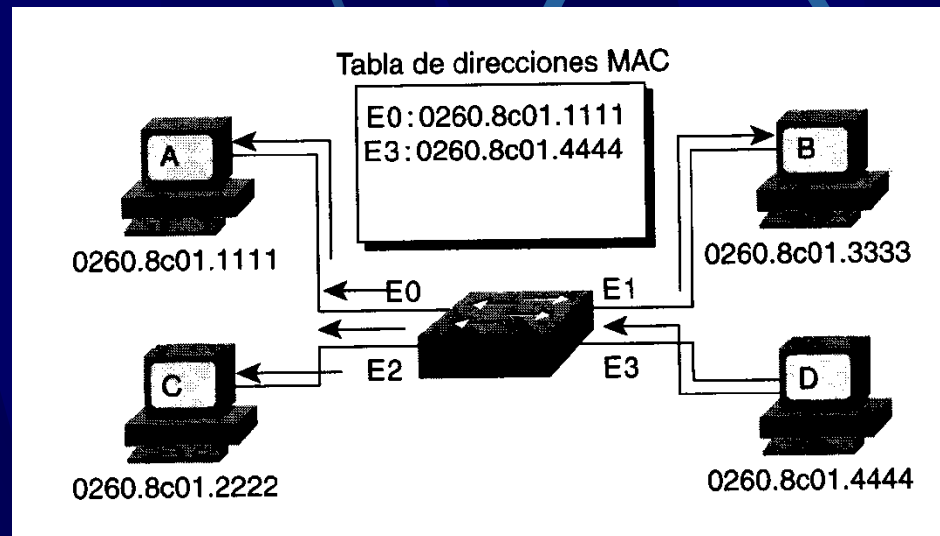 Tabla de direcciones MAC
E0:0260.8c01.1111
E3:0260.8c01.4444
A
B
0260.8c01.1111
0260.8c01.3333
E0
E1
E2
E3
C
D
0260.8c01.2222
0260.8c01.4444